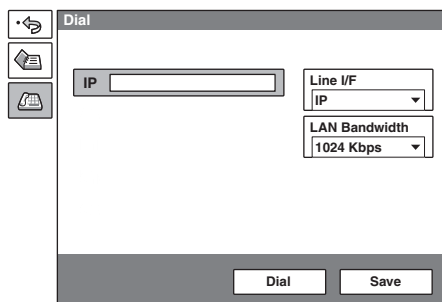 Dial
IP
Line I/F
IP
LAN Bandwidth
1024 Kbps
Dial
Save